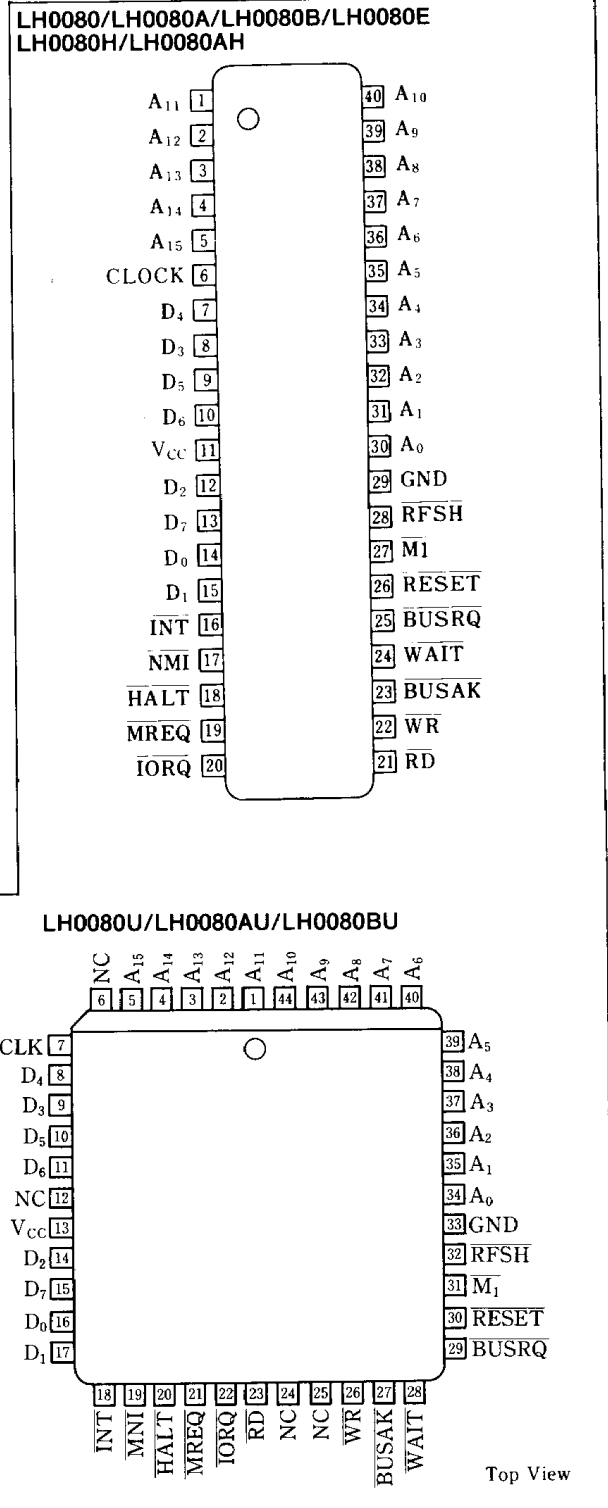 LH0080/LH0080A/LH0080B/LH0080E
LH0080H/LH0080AH
A₁₁ 1 40 A₁₀
A₁₂ 2 39 A₉
A₁₃ 3 38 A₈
A₁₄ 4 37 A₇
A₁₅ 5 36 A₆
CLOCK 6 35 A₅
D₄ 7 34 A₄
D₃ 8 33 A₃
D₅ 9 32 A₂
D₆ 10 31 A₁
V_CC 11 30 A₀
D₂ 12 29 GND
D₇ 13 28 RFSH
D₀ 14 27 M1
D₁ 15 26 RESET
INT 16 25 BUSRQ
NMI 17 24 WAIT
HALT 18 23 BUSAK
MREQ 19 22 WR
IORQ 20 21 RD
LH0080U/LH0080AU/LH0080BU
NC A₁₅ A₁₄ A₁₃ A₁₂ A₁₁ A₁₀ A₉ A₈ A₇ A₆
6 5 4 3 2 1 44 43 42 41 40
CLK 7 39 A₅
D₄ 8 38 A₄
D₃ 9 37 A₃
D₅ 10 36 A₂
D₆ 11 35 A₁
NC 12 34 A₀
V_CC 13 33 GND
D₂ 14 32 RFSH
D₇ 15 31 M₁
D₀ 16 30 RESET
D₁ 17 29 BUSRQ
18 19 20 21 22 23 24 25 26 27 28
INT MNI HALT MREQ IORQ RD NC NC WR BUSAK WAIT
Top View